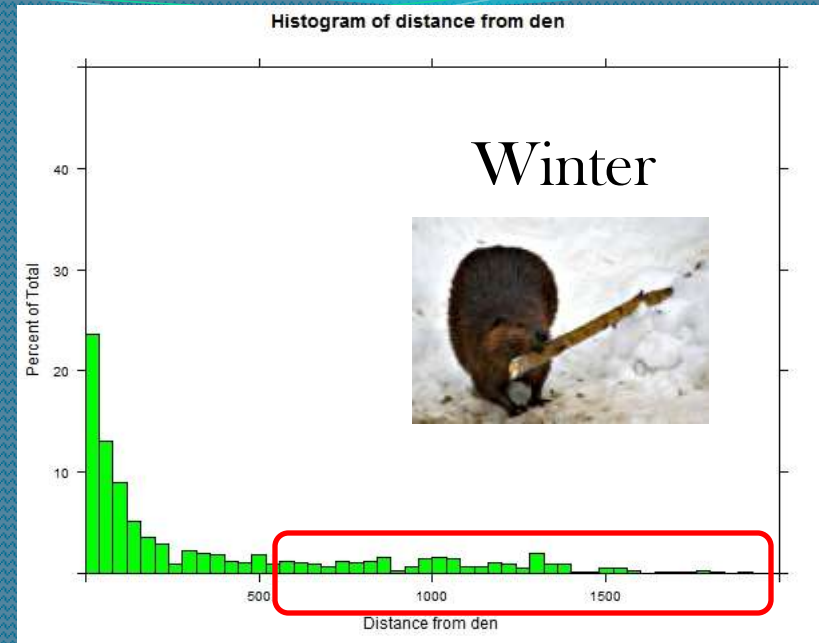 Histogram of distance from den
Winter
40
30
20
10
Percent of Total
500 1000 1500
Distance from den